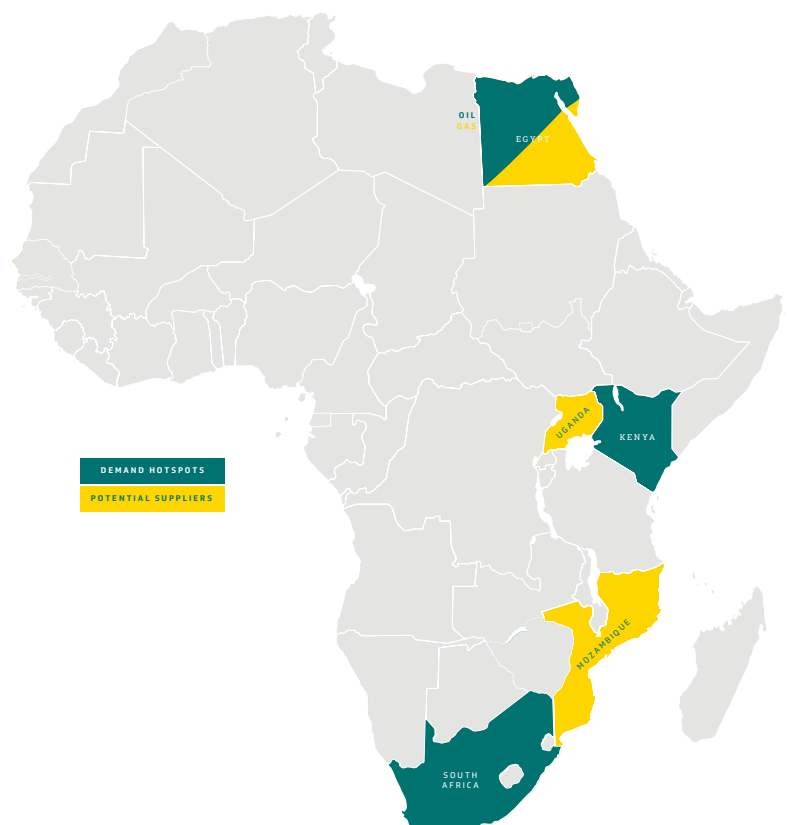 OIL
GAS
EGYPT
UGANDA
KENYA
DEMAND HOTSPOTS
POTENTIAL SUPPLIERS
MOZAMBIQUE
SOUTH
AFRICA